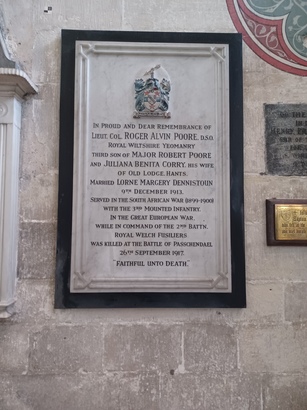 IN PROUD AND DEAR REMEMBRANCE OF
LIEUT. COL. ROGER ALVIN POORE, D.S.O.
ROYAL WILTSHIRE YEOMANRY
THIRD SON OF MAJOR ROBERT POORE
AND JULIANA BENITA CORRY, HIS WIFE
OF OLD LODGE, HANTS.
MARRIED LORNE MARGERY DENNISTOUN
9TH DECEMBER 1913.
SERVED IN THE SOUTH AFRICAN WAR (1899-1900)
WITH THE 3RD MOUNTED INFANTRY.
IN THE GREAT EUROPEAN WAR,
WHILE IN COMMAND OF THE 2ND BATTN.
ROYAL WELCH FUSILIERS
WAS KILLED AT THE BATTLE OF PASSCHENDAEL
26TH SEPTEMBER 1917.
"FAITHFUL UNTO DEATH."